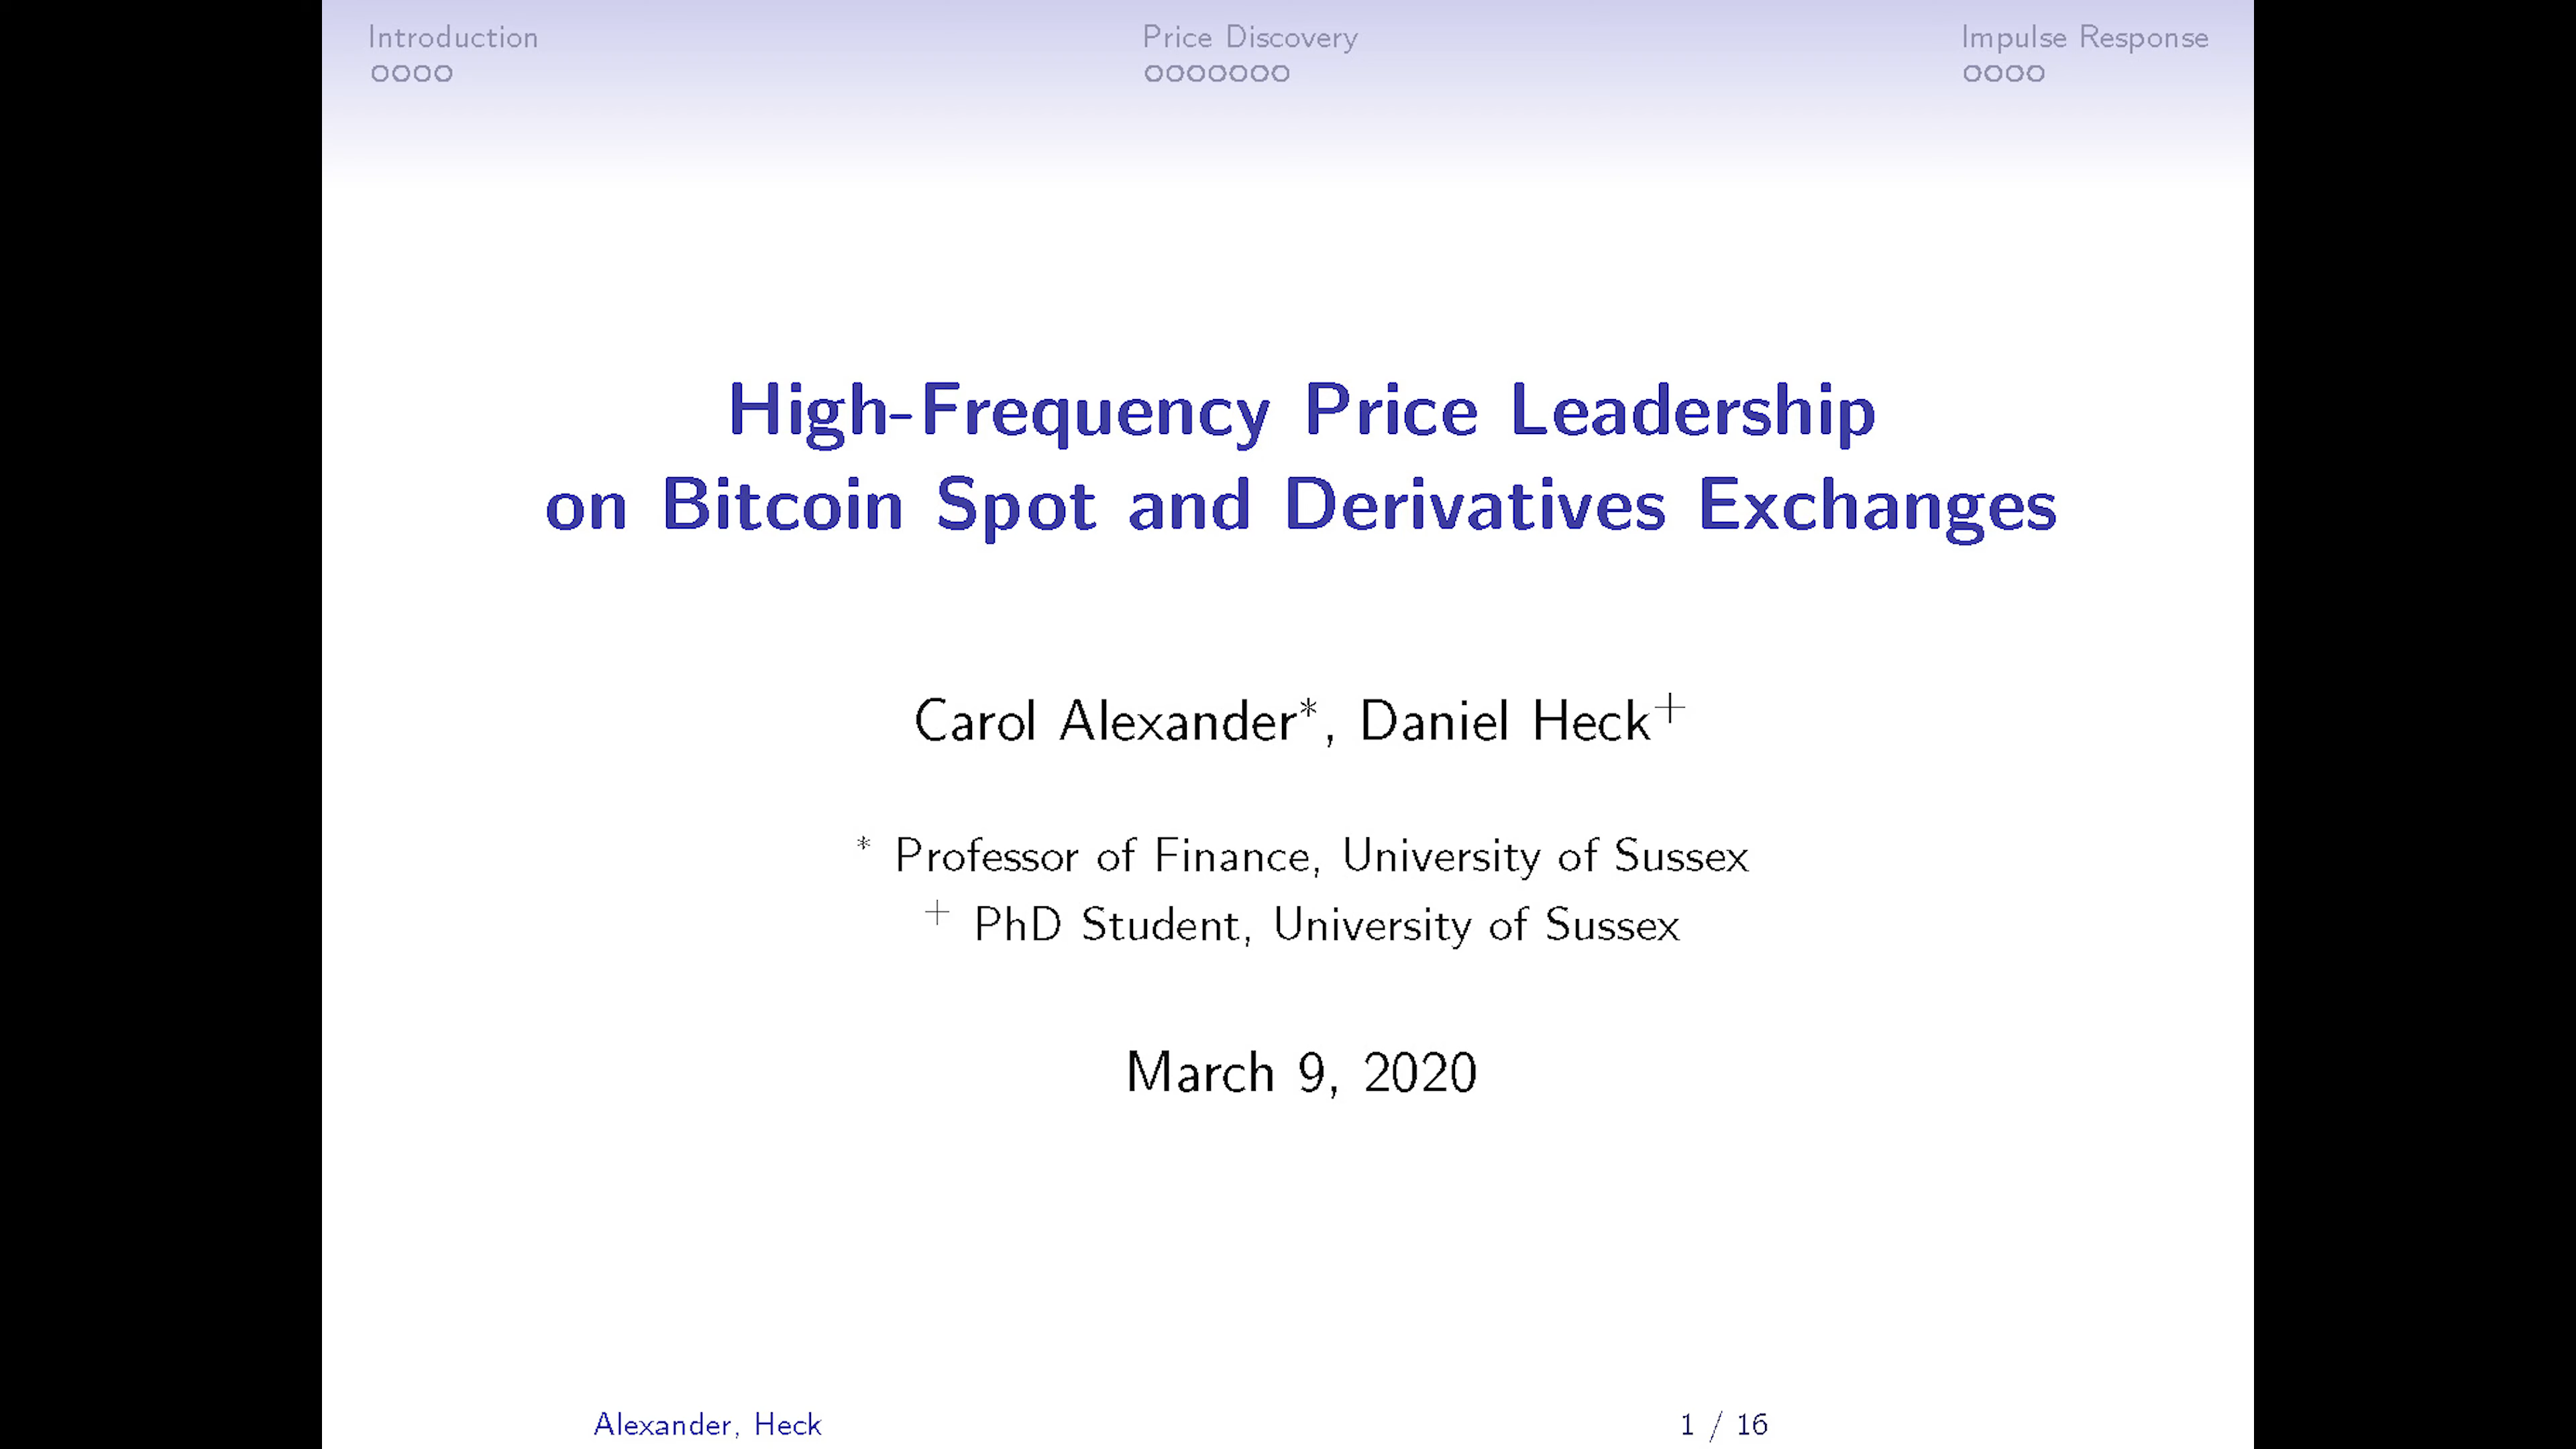 Introduction
Price Discovery
Impulse Response
High-Frequency Price Leadership
on Bitcoin Spot and Derivatives Exchanges
Carol Alexander*, Daniel Heck+
* Professor of Finance, University of Sussex
+ PhD Student, University of Sussex
March 9, 2020
Alexander, Heck
1 / 16